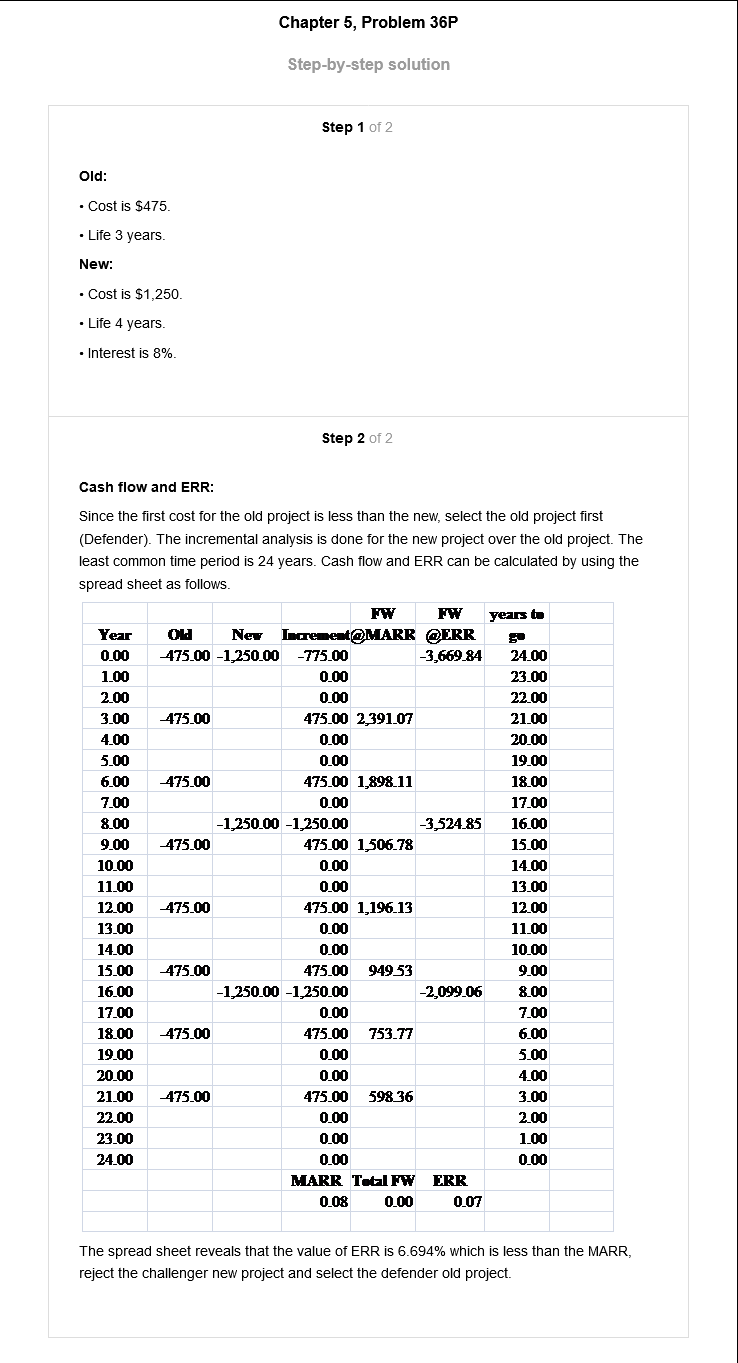 Chapter 5, Problem 36P
Step-by-step solution
Step 1 of 2
Old:
• Cost is $475.
• Life 3 years.
New:
• Cost is $1,250.
• Life 4 years.
• Interest is 8%.
Step 2 of 2
Cash flow and ERR:
Since the first cost for the old project is less than the new, select the old project first
(Defender). The incremental analysis is done for the new project over the old project. The
least common time period is 24 years. Cash flow and ERR can be calculated by using the
spread sheet as follows.
FW FW years to
Year Old New Increment @MARR @ERR go
0.00 -475.00 -1,250.00 -775.00 -3,669.84 24.00
1.00 0.00 23.00
2.00 0.00 22.00
3.00 -475.00 475.00 2,391.07 21.00
4.00 0.00 20.00
5.00 0.00 19.00
6.00 -475.00 475.00 1,898.11 18.00
7.00 0.00 17.00
8.00 -1,250.00 -1,250.00 -3,524.85 16.00
9.00 -475.00 475.00 1,506.78 15.00
10.00 0.00 14.00
11.00 0.00 13.00
12.00 -475.00 475.00 1,196.13 12.00
13.00 0.00 11.00
14.00 0.00 10.00
15.00 -475.00 475.00 949.53 9.00
16.00 -1,250.00 -1,250.00 -2,099.06 8.00
17.00 0.00 7.00
18.00 -475.00 475.00 753.77 6.00
19.00 0.00 5.00
20.00 0.00 4.00
21.00 -475.00 475.00 598.36 3.00
22.00 0.00 2.00
23.00 0.00 1.00
24.00 0.00 0.00
MARR Total FW ERR
0.08 0.00 0.07
The spread sheet reveals that the value of ERR is 6.694% which is less than the MARR,
reject the challenger new project and select the defender old project.